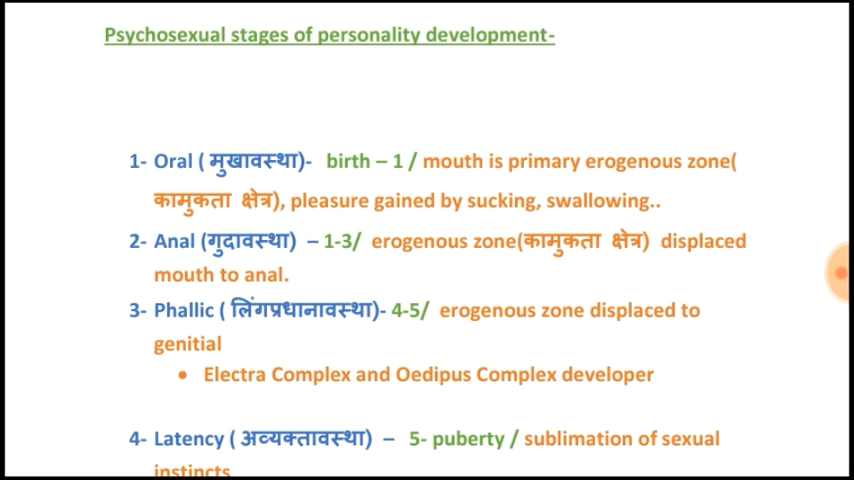 Psychosexual stages of personality development-
1- Oral ( मुखावस्था)- birth – 1 / mouth is primary erogenous zone(
कामुकता क्षेत्र), pleasure gained by sucking, swallowing..
2- Anal (गुदावस्था) – 1-3/ erogenous zone(कामुकता क्षेत्र) displaced
mouth to anal.
3- Phallic ( लिंगप्रधानावस्था)- 4-5/ erogenous zone displaced to
genitial
• Electra Complex and Oedipus Complex developer
4- Latency ( अव्यक्तावस्था) – 5- puberty / sublimation of sexual
instincts